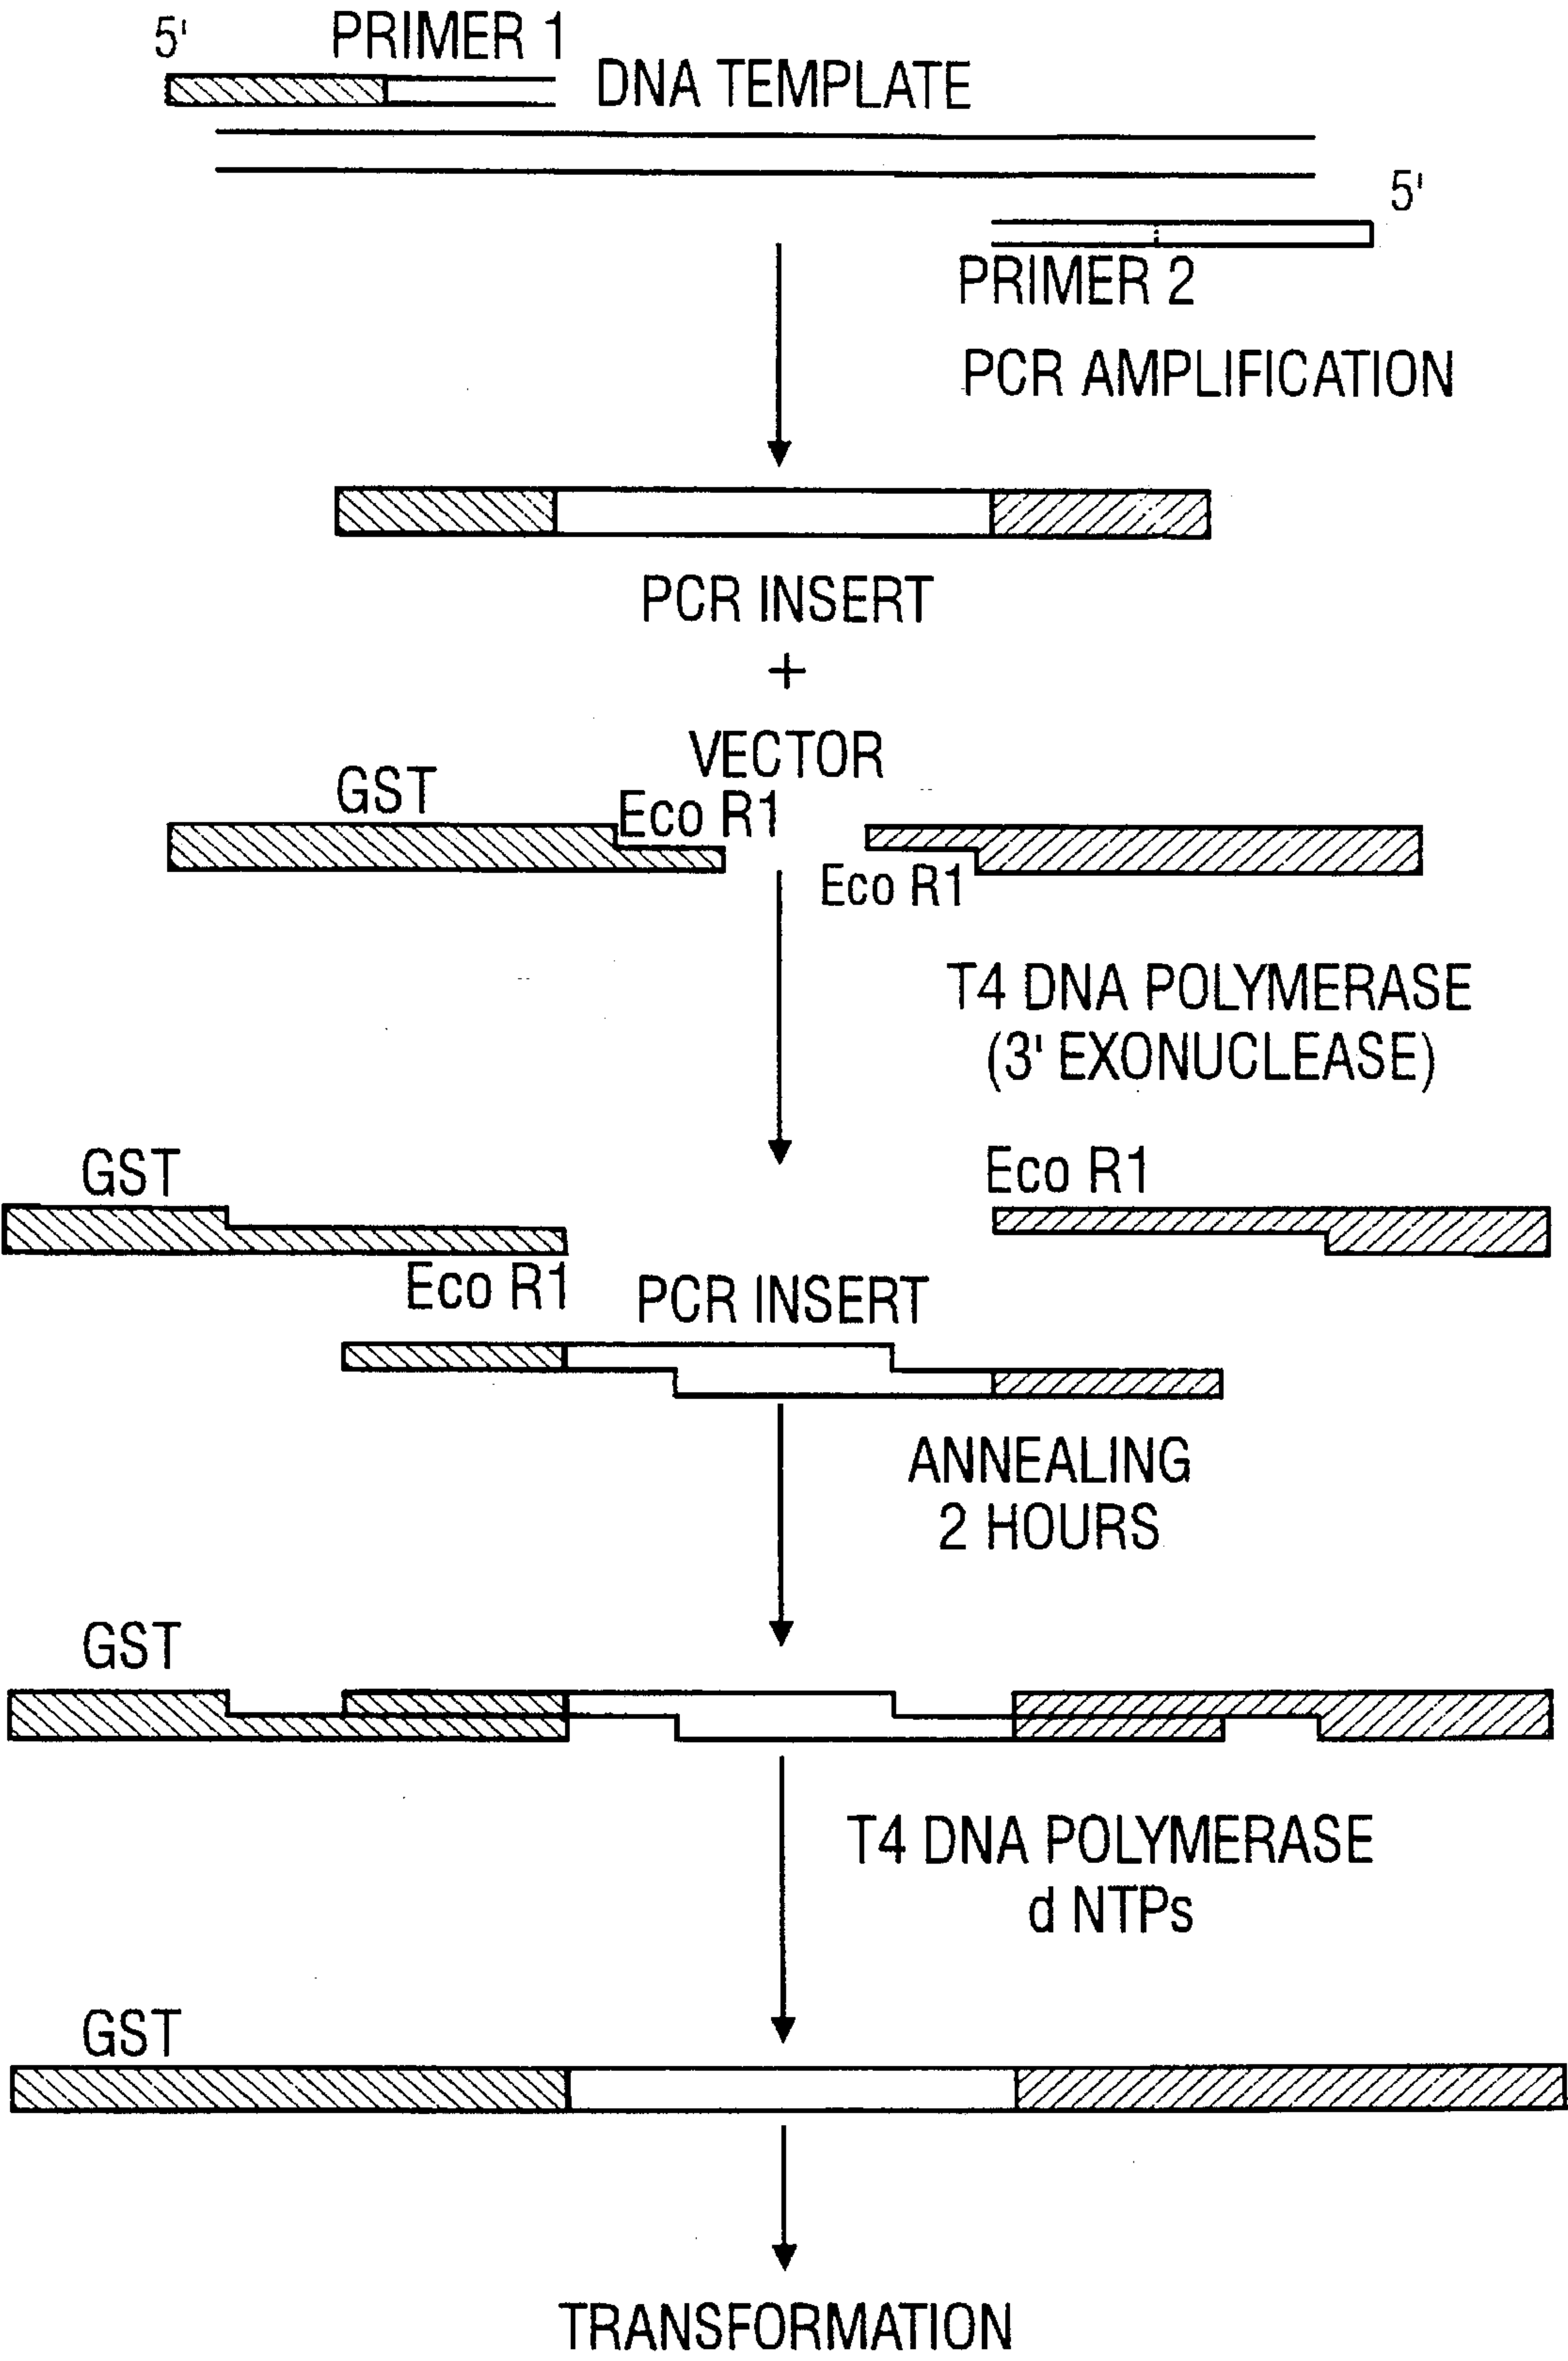 5'
PRIMER 1
DNA TEMPLATE
5'
PRIMER 2
PCR AMPLIFICATION
PCR INSERT
+
VECTOR
GST
Eco R1
Eco R1
T4 DNA POLYMERASE
(3' EXONUCLEASE)
GST
Eco R1
Eco R1
PCR INSERT
ANNEALING
2 HOURS
GST
T4 DNA POLYMERASE
d NTPs
GST
TRANSFORMATION